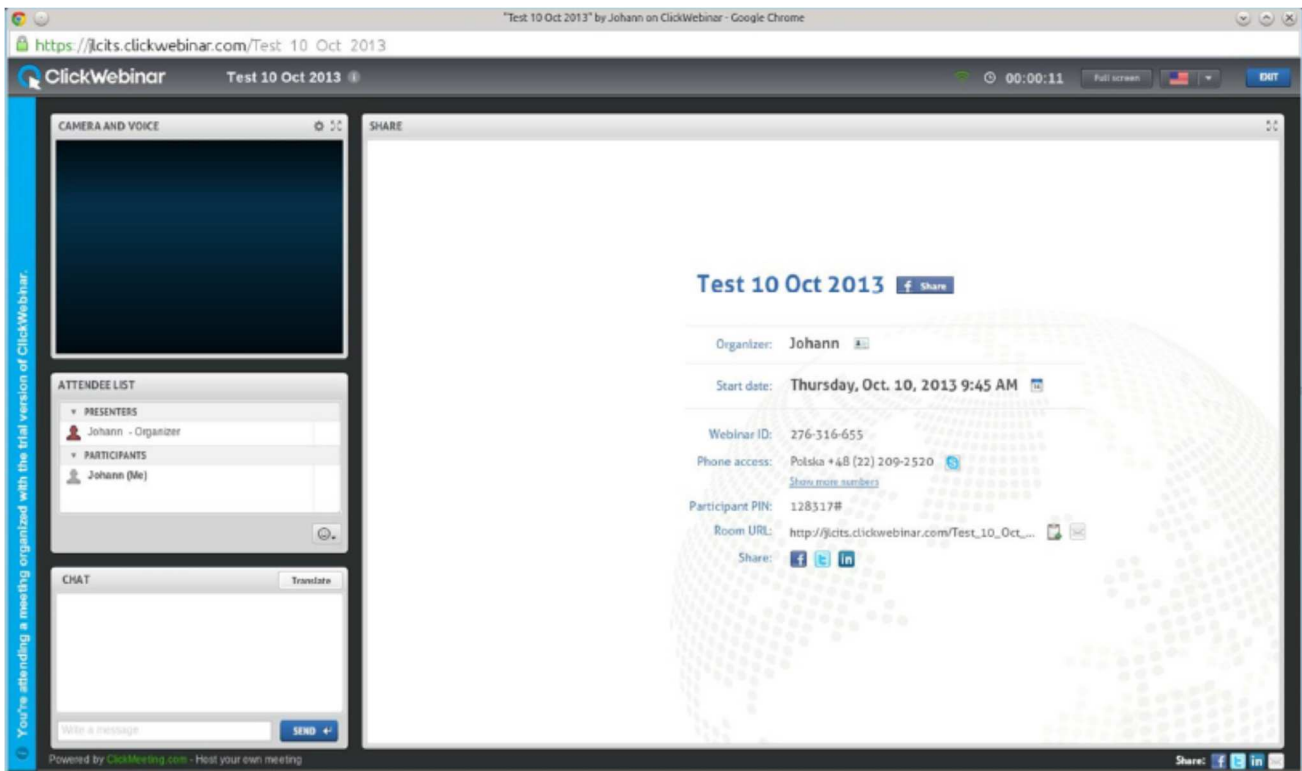 "Test 10 Oct 2013" by Johann on ClickWebinar - Google Chrome
https://jlcits.clickwebinar.com/Test 10 Oct 2013
ClickWebinar Test 10 Oct 2013 00:00:11 Full screen EXIT
CAMERA AND VOICE
SHARE
Test 10 Oct 2013 f Share
Organizer: Johann
Start date: Thursday, Oct. 10, 2013 9:45 AM
Webinar ID: 276-316-655
Phone access: Polska +48 (22) 209-2520
Show more numbers
Participant PIN: 128317#
Room URL: http://jlcits.clickwebinar.com/Test_10_Oct_...
Share: f t in
ATTENDEE LIST
PRESENTERS
Johann - Organizer
PARTICIPANTS
Johann (Me)
CHAT Translate
Write a message SEND
You're attending a meeting organized with the trial version of ClickWebinar.
Powered by ClickMeeting.com - Host your own meeting
Share: f t in